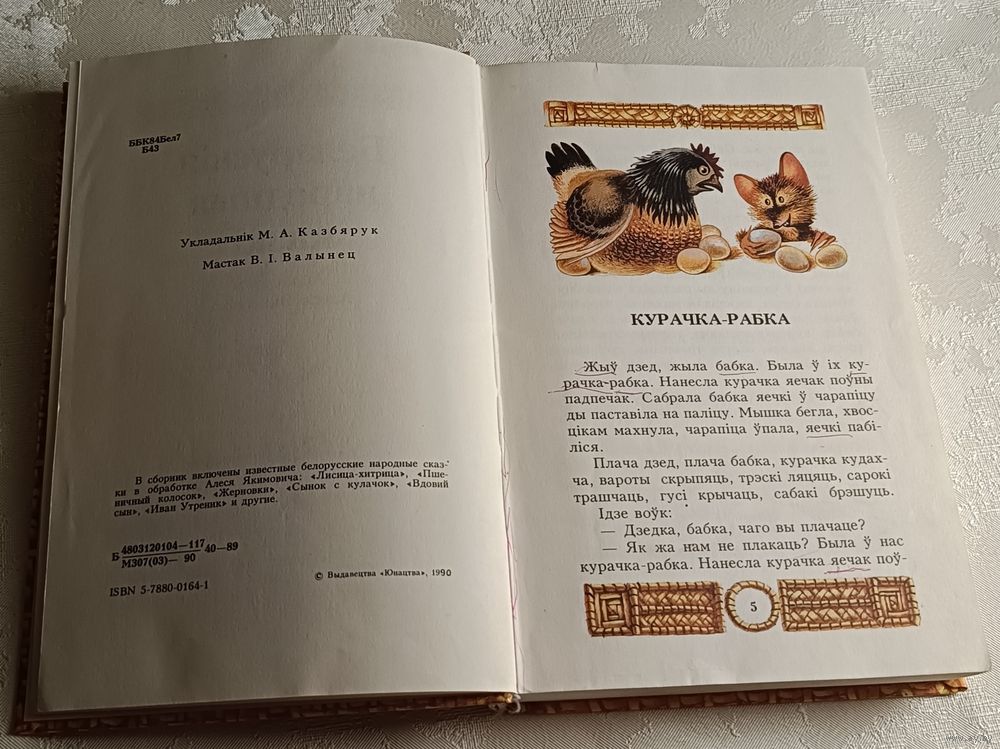 ББК84Бел7
Б43
Укладальнік М. А. Казбярук
Мастак В. І. Валынец
В сборник включены известные белорусские народные сказ-
ки в обработке Алеся Якимовича: «Лисица-хитрица», «Пше-
ничный колосок», «Жерновки», «Сынок с кулачок», «Вдовий
сын», «Иван Утреник» и другие.
Б 4803120104—117 40—89
М307(03)— 90
ISBN 5-7880-0164-1
© Выдавецтва «Юнацтва», 1990
КУРАЧКА-РАБКА
Жыў дзед, жыла бабка. Была ў іх ку-
рачка-рабка. Нанесла курачка яечак поўны
падпечак. Сабрала бабка яечкі ў чарапіцу
ды паставіла на паліцу. Мышка бегла, хвос-
цікам махнула, чарапіца ўпала, яечкі пабі-
ліся.
Плача дзед, плача бабка, курачка кудах-
ча, вароты скрыпяць, трэскі ляцяць, сарокі
трашчаць, гусі крычаць, сабакі брэшуць.
Ідзе воўк:
— Дзедка, бабка, чаго вы плачаце?
— Як жа нам не плакаць? Была ў нас
курачка-рабка. Нанесла курачка яечак поў-
5